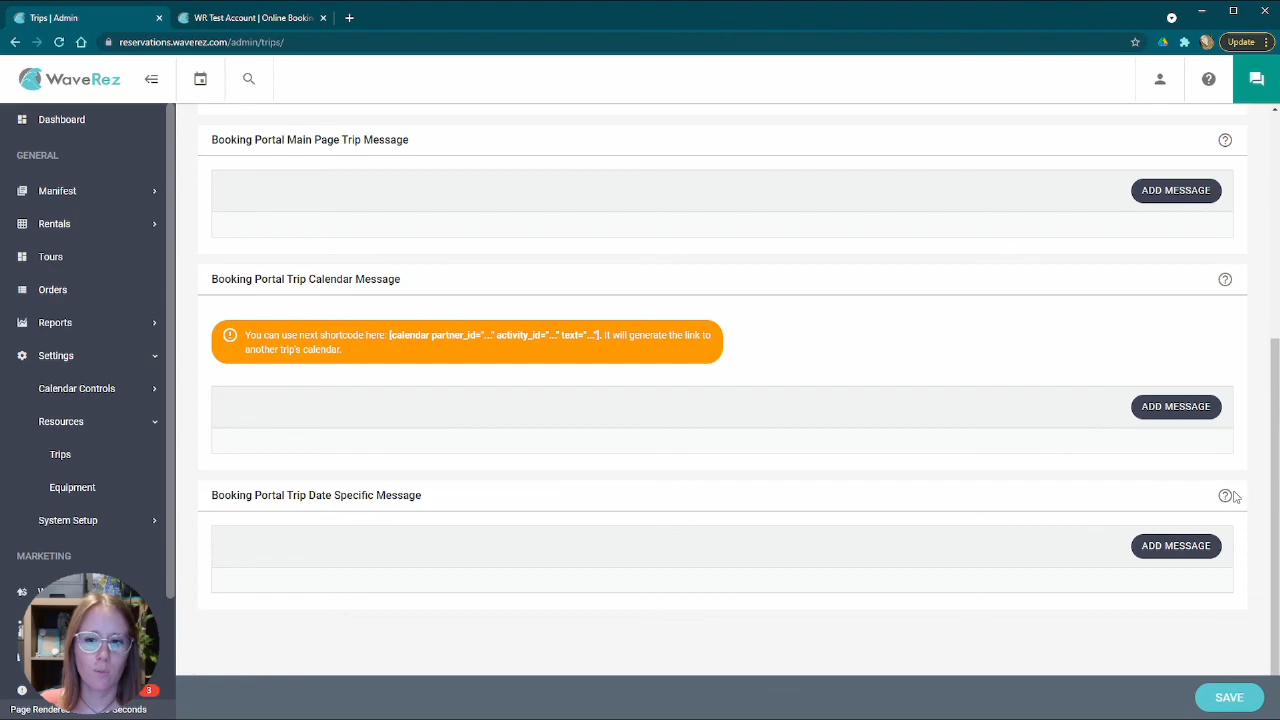 Trips | Admin
WR Test Account | Online Bookin
reservations.waverez.com/admin/trips/
Update
WaveRez
Dashboard
GENERAL
Manifest
Rentals
Tours
Orders
Reports
Settings
Calendar Controls
Resources
Trips
Equipment
System Setup
MARKETING
3
Page Rendere
Seconds
Booking Portal Main Page Trip Message
ADD MESSAGE
Booking Portal Trip Calendar Message
You can use next shortcode here: [calendar partner_id="..." activity_id="..." text="..."]. It will generate the link to
another trip's calendar.
ADD MESSAGE
Booking Portal Trip Date Specific Message
ADD MESSAGE
SAVE